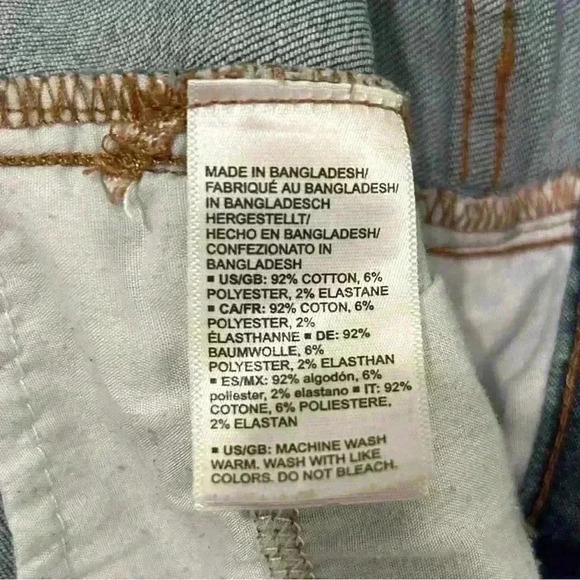 MADE IN BANGLADESH/
FABRIQUÉ AU BANGLADESH/
IN BANGLADESCH
HERGESTELLT/
HECHO EN BANGLADESH/
CONFEZIONATO IN
BANGLADESH
▪ US/GB: 92% COTTON, 6%
POLYESTER, 2% ELASTANE
▪ CA/FR: 92% COTON, 6%
POLYESTER, 2%
ÉLASTHANNE ▪ DE: 92%
BAUMWOLLE, 6%
POLYESTER, 2% ELASTHAN
▪ ES/MX: 92% algodón, 6%
poliester, 2% elastano ▪ IT: 92%
COTONE, 6% POLIESTERE,
2% ELASTAN
▪ US/GB: MACHINE WASH
WARM. WASH WITH LIKE
COLORS. DO NOT BLEACH.